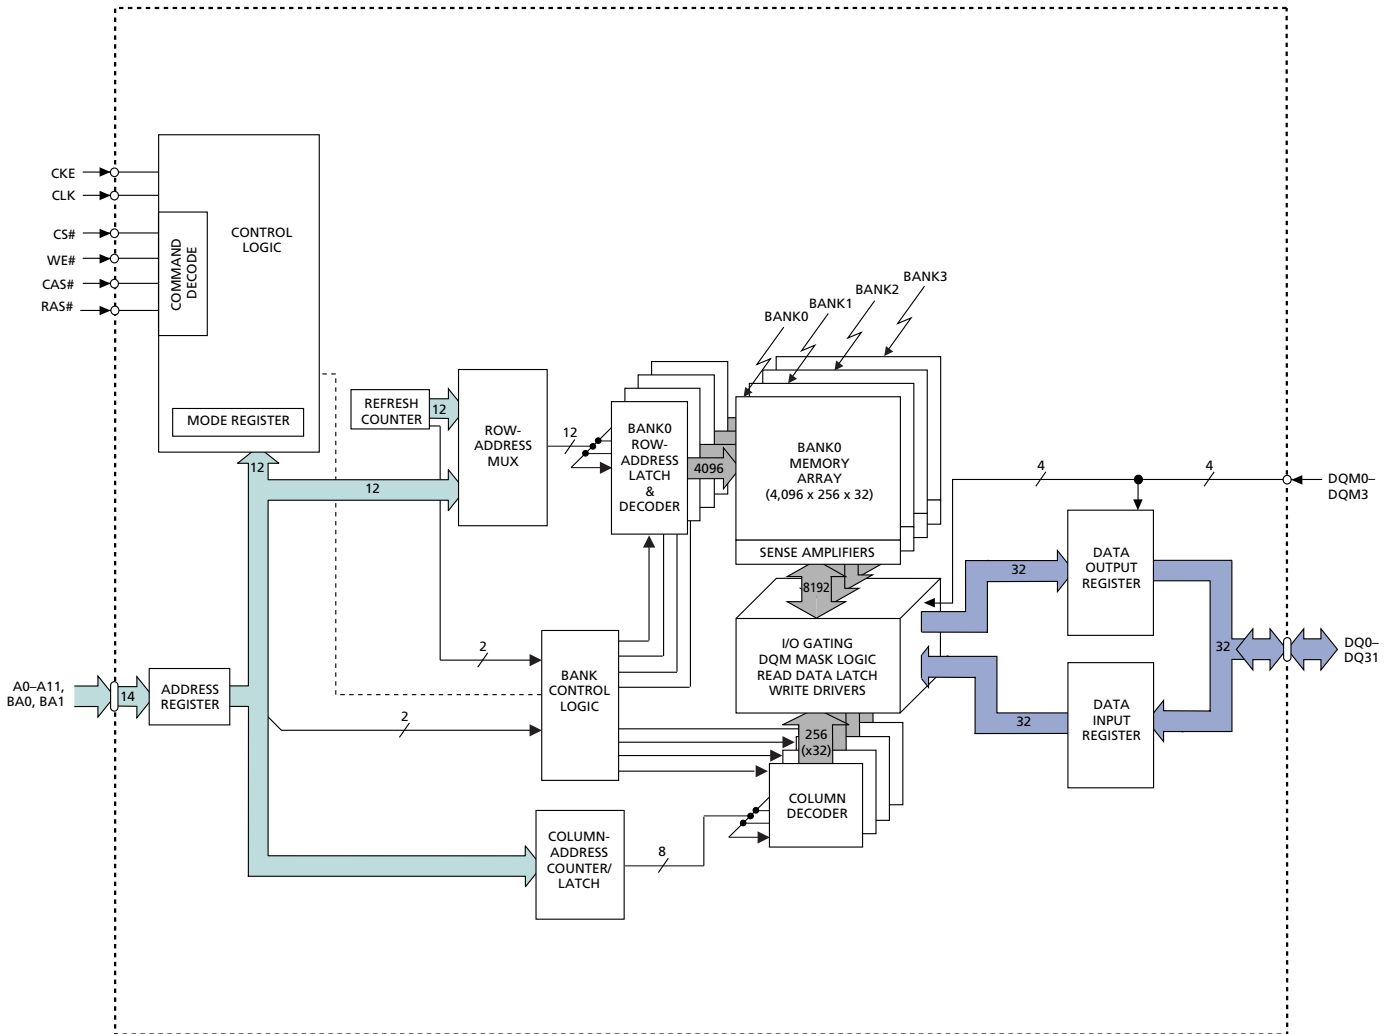 CKE
CLK
CS#
WE#
CAS#
RAS#
COMMAND
DECODE
CONTROL
LOGIC
MODE REGISTER
12
REFRESH
COUNTER
12
12
ROW-
ADDRESS
MUX
12
BANK0
ROW-
ADDRESS
LATCH
&
DECODER
4096
BANK0
BANK1
BANK2
BANK3
BANK0
MEMORY
ARRAY
(4,096 x 256 x 32)
SENSE AMPLIFIERS
8192
I/O GATING
DQM MASK LOGIC
READ DATA LATCH
WRITE DRIVERS
256
(x32)
COLUMN
DECODER
4
4
DQM0–
DQM3
DATA
OUTPUT
REGISTER
32
32
DQ0–
DQ31
DATA
INPUT
REGISTER
32
A0–A11,
BA0, BA1
14
ADDRESS
REGISTER
2
2
BANK
CONTROL
LOGIC
COLUMN-
ADDRESS
COUNTER/
LATCH
8